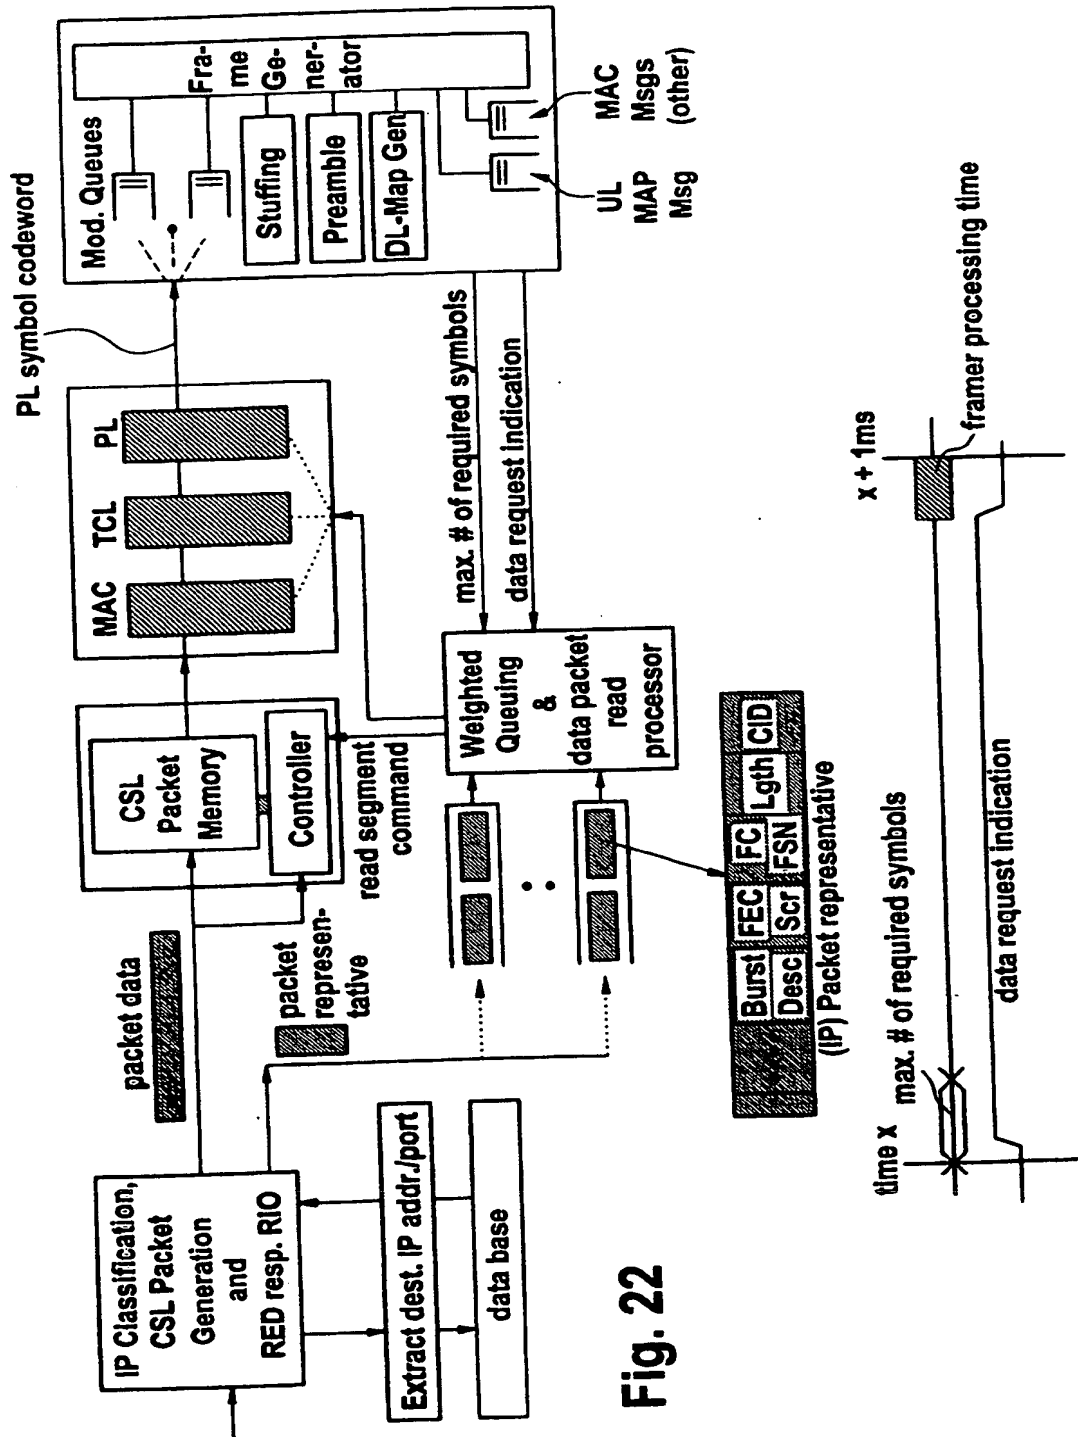 PL symbol codeword
Mod. Queues
Fra-
me
Ge-
ner-
ator
Stuffing
Preamble
DL-Map Gen
UL
MAP
Msg
MAC
Msgs
(other)
MAC
TCL
PL
max. # of required symbols
data request indication
CSL
Packet
Memory
Controller
read segment
command
Weighted
Queuing
&
data packet
read
processor
packet data
packet
represen-
tative
IP Classification,
CSL Packet
Generation
and
RED resp. RIO
Extract dest. IP addr./port
data base
Burst
Desc
FEC
Scr
FC
FSN
Lgth
CID
(IP) Packet representative
time x
max. # of required symbols
x + 1ms
framer processing time
data request indication
Fig. 22